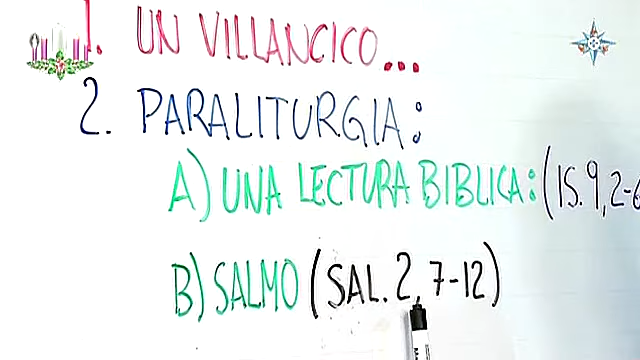 1. UN VILLANCICO...
2. PARALITURGIA:
A) UNA LECTURA BIBLICA: (IS. 9, 2-6
B) SALMO (SAL. 2, 7-12)